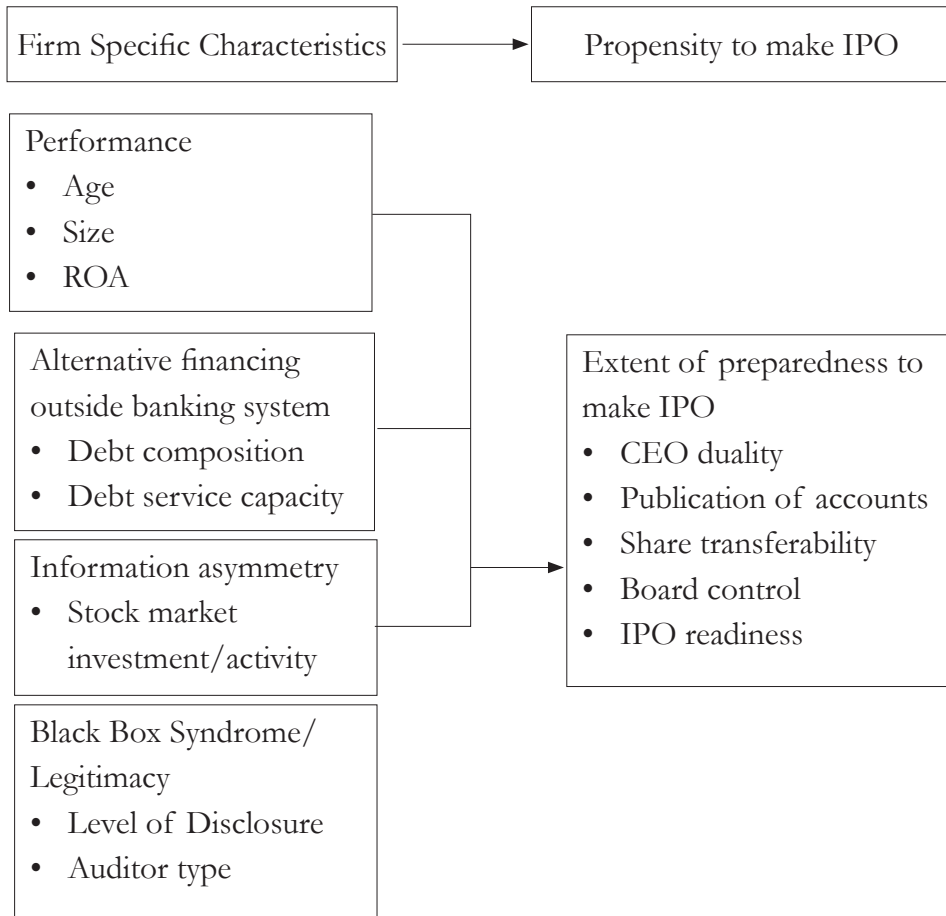 Firm Specific Characteristics
Propensity to make IPO
Performance
• Age
• Size
• ROA
Alternative financing
outside banking system
• Debt composition
• Debt service capacity
Information asymmetry
• Stock market
investment/activity
Black Box Syndrome/
Legitimacy
• Level of Disclosure
• Auditor type
Extent of preparedness to
make IPO
• CEO duality
• Publication of accounts
• Share transferability
• Board control
• IPO readiness